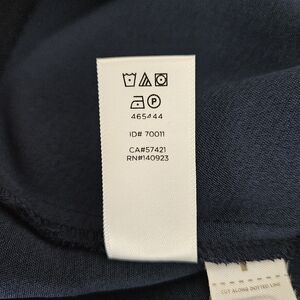 P
465444
ID# 70011
CA#57421
RN#140923
CUT ALONG DOTTED LINE